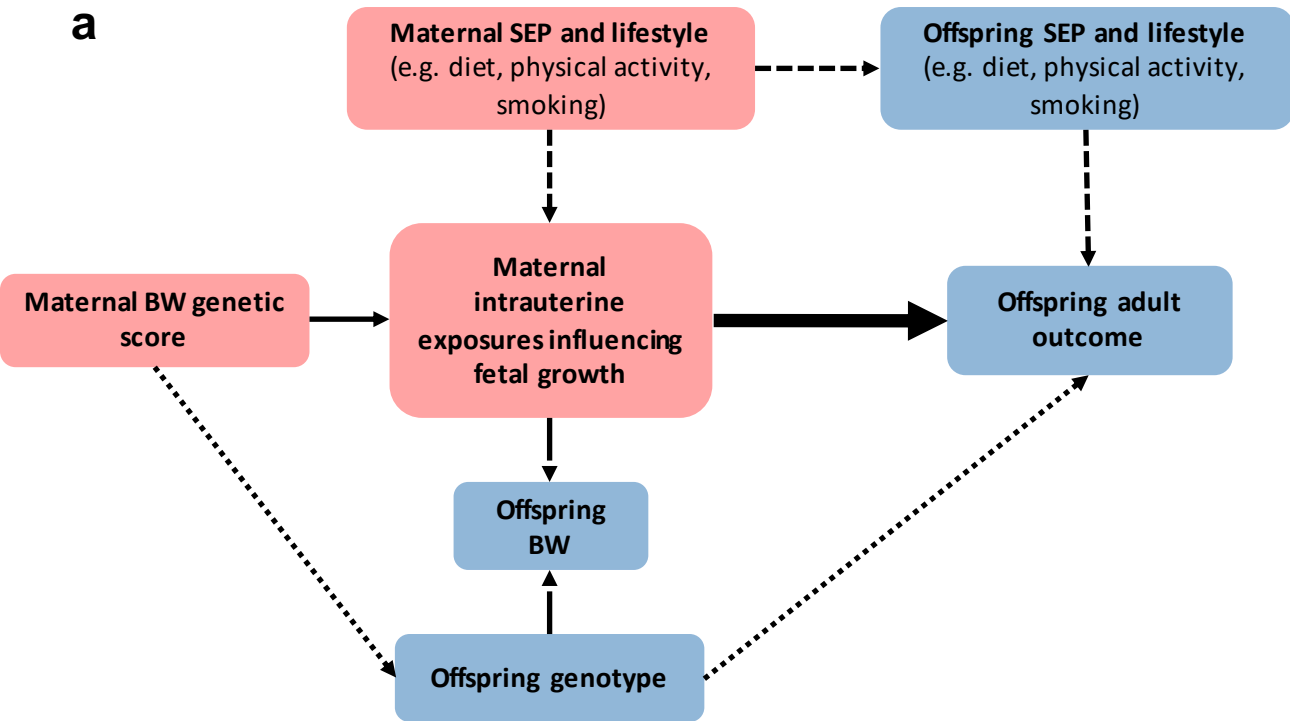 a
Maternal SEP and lifestyle
(e.g. diet, physical activity,
smoking)
Offspring SEP and lifestyle
(e.g. diet, physical activity,
smoking)
Maternal BW genetic
score
Maternal
intrauterine
exposures influencing
fetal growth
Offspring adult
outcome
Offspring
BW
Offspring genotype